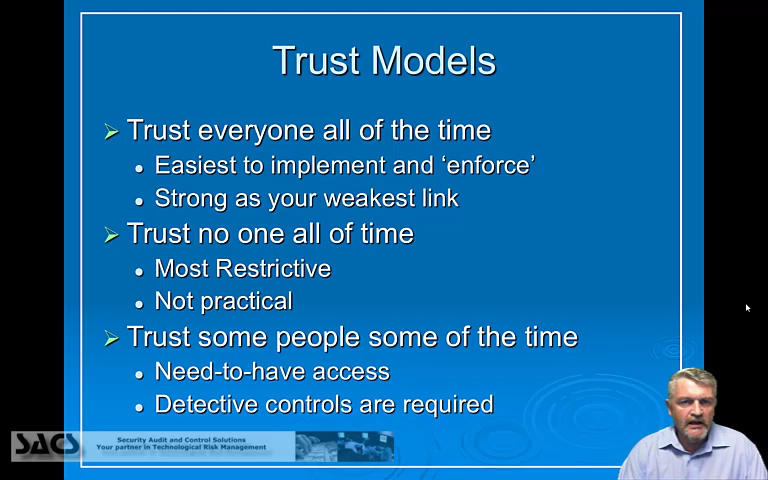 Trust Models
Trust everyone all of the time
Easiest to implement and ‘enforce’
Strong as your weakest link
Trust no one all of time
Most Restrictive
Not practical
Trust some people some of the time
Need-to-have access
Detective controls are required
SACS
Security Audit and Control Solutions
Your partner in Technological Risk Management